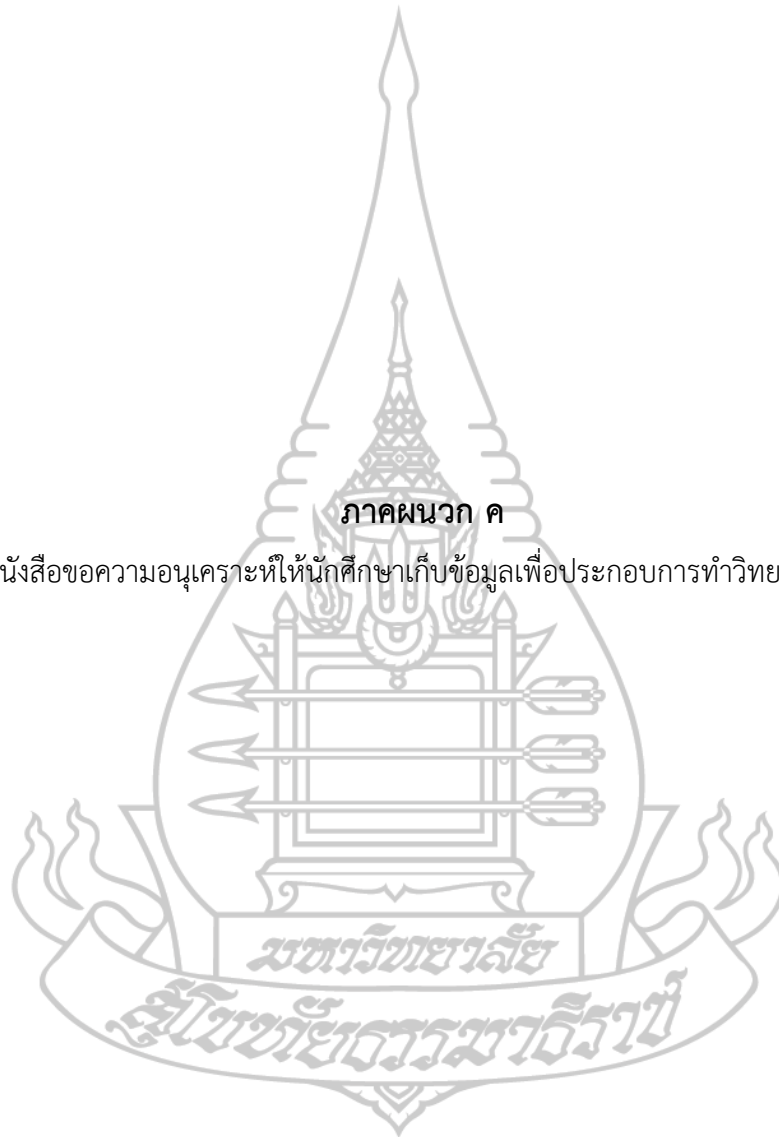 ภาคผนวก ค
นังสือขอความอนุเคราะห์ให้นักศึกษาเก็บข้อมูลเพื่อประกอบการทำวิทย
มหาวิทยาลัย
สุโขทัยธรรมาธิราช